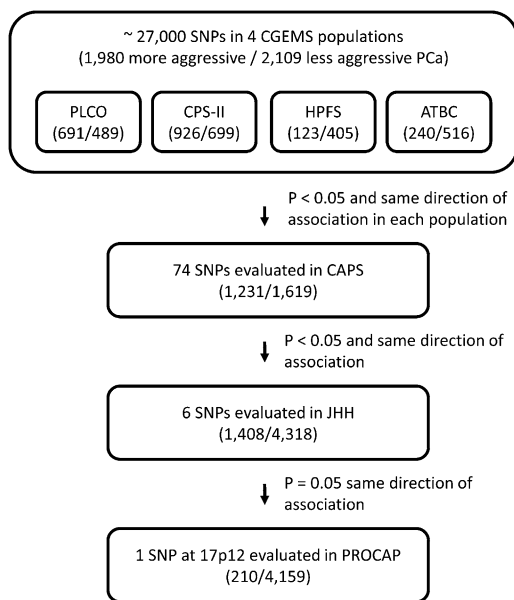 ~ 27,000 SNPs in 4 CGEMS populations
(1,980 more aggressive / 2,109 less aggressive PCa)
PLCO
(691/489)
CPS-II
(926/699)
HPFS
(123/405)
ATBC
(240/516)
P < 0.05 and same direction of
association in each population
74 SNPs evaluated in CAPS
(1,231/1,619)
P < 0.05 and same direction of
association
6 SNPs evaluated in JHH
(1,408/4,318)
P = 0.05 same direction of
association
1 SNP at 17p12 evaluated in PROCAP
(210/4,159)